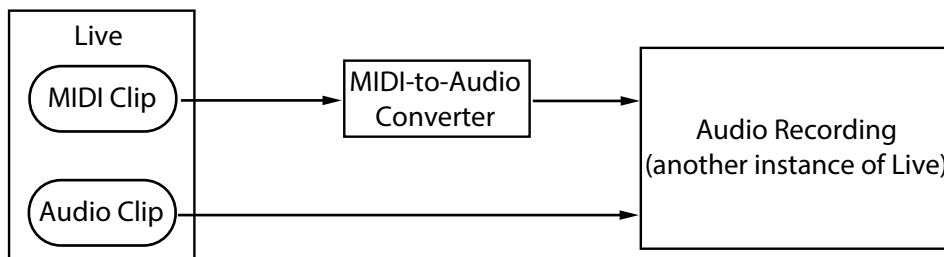 Live
MIDI Clip
MIDI-to-Audio
Converter
Audio Recording
(another instance of Live)
Audio Clip